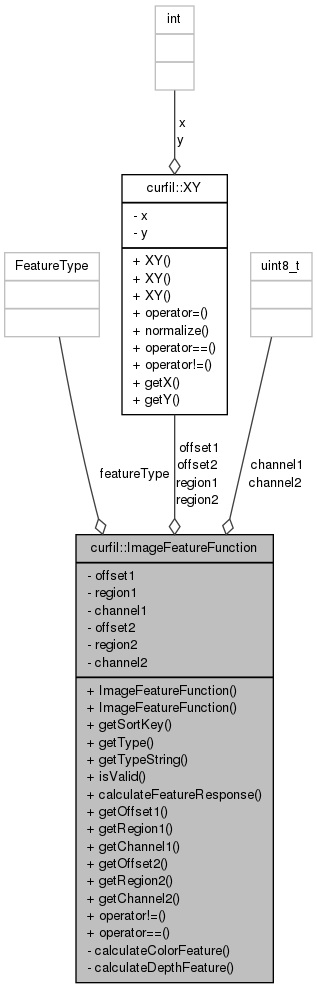 int
x
y
curfil::XY
- x
- y
+ XY()
+ XY()
+ XY()
+ operator=()
+ normalize()
+ operator==()
+ operator!=()
+ getX()
+ getY()
FeatureType
uint8_t
featureType
offset1
offset2
region1
region2
channel1
channel2
curfil::ImageFeatureFunction
- offset1
- region1
- channel1
- offset2
- region2
- channel2
+ ImageFeatureFunction()
+ ImageFeatureFunction()
+ getSortKey()
+ getType()
+ getTypeString()
+ isValid()
+ calculateFeatureResponse()
+ getOffset1()
+ getRegion1()
+ getChannel1()
+ getOffset2()
+ getRegion2()
+ getChannel2()
+ operator!=()
+ operator==()
- calculateColorFeature()
- calculateDepthFeature()